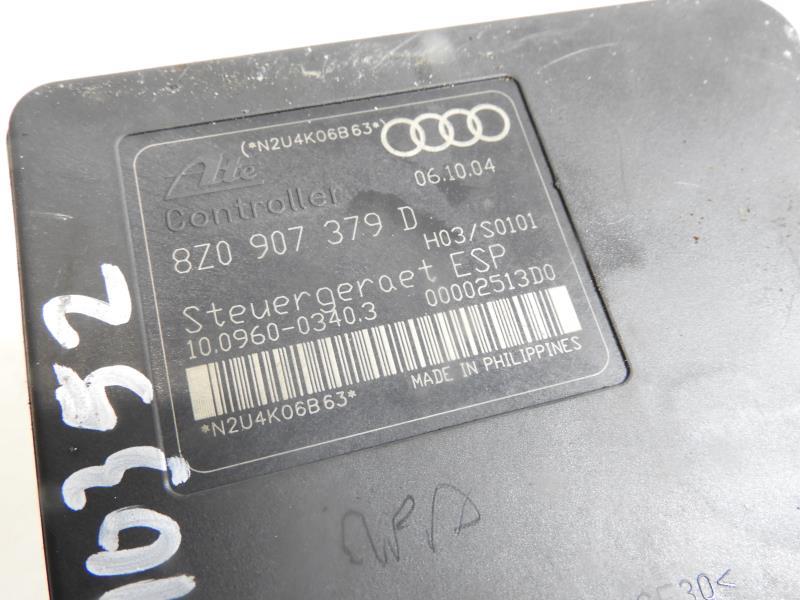 (*N2U4K06B63*)
Ate
06.10.04
Controller
8Z0 907 379 D
H03/S0101
Steuergeraet ESP
10.0960-0340.3
00002513D0
MADE IN PHILIPPINES
*N2U4K06B63*
10352